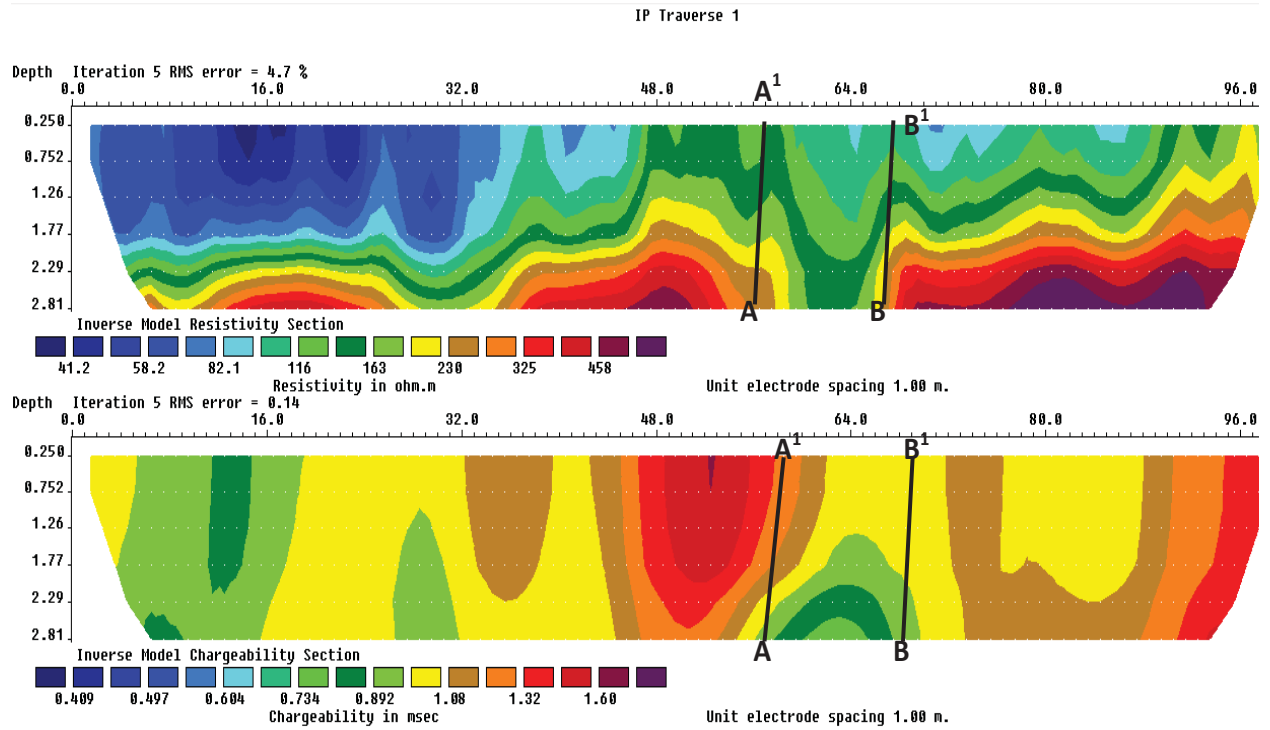 IP Traverse 1
Depth Iteration 5 RMS error = 4.7 %
0.0 16.0 32.0 48.0 A¹ 64.0 80.0 96.0
0.250 B¹
0.752
1.26
1.77
2.29
2.81 A B
Inverse Model Resistivity Section
41.2 58.2 82.1 116 163 230 325 458
Resistivity in ohm.m Unit electrode spacing 1.00 m.
Depth Iteration 5 RMS error = 0.14
0.0 16.0 32.0 48.0 64.0 80.0 96.0
0.250 A¹ B¹
0.752
1.26
1.77
2.29
2.81
A B
Inverse Model Chargeability Section
0.409 0.497 0.604 0.734 0.892 1.08 1.32 1.60
Chargeability in msec Unit electrode spacing 1.00 m.